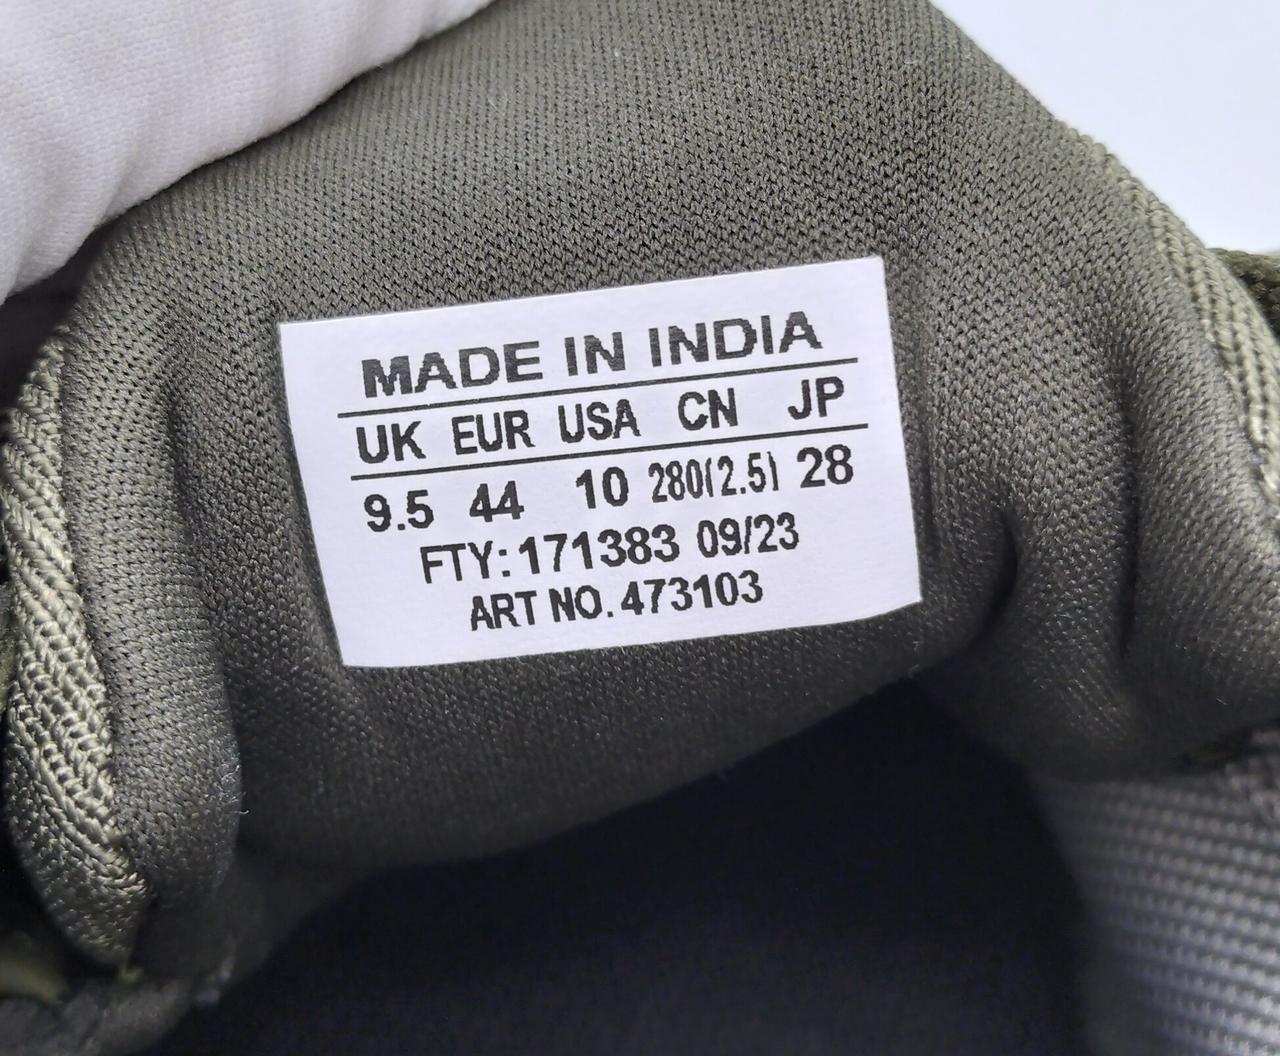 MADE IN INDIA
UK EUR USA CN JP
9.5 44 10 280(2.5) 28
FTY: 171383 09/23
ART NO. 473103